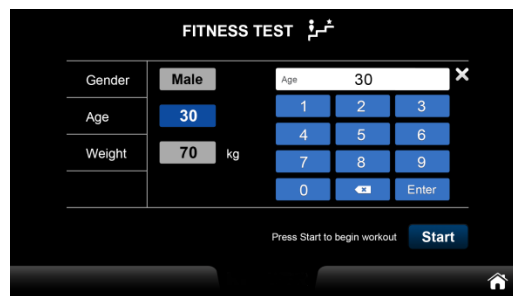 FITNESS TEST
Gender Male
Age 30
Weight 70 kg
Age 30
1 2 3
4 5 6
7 8 9
0 Enter
Press Start to begin workout Start